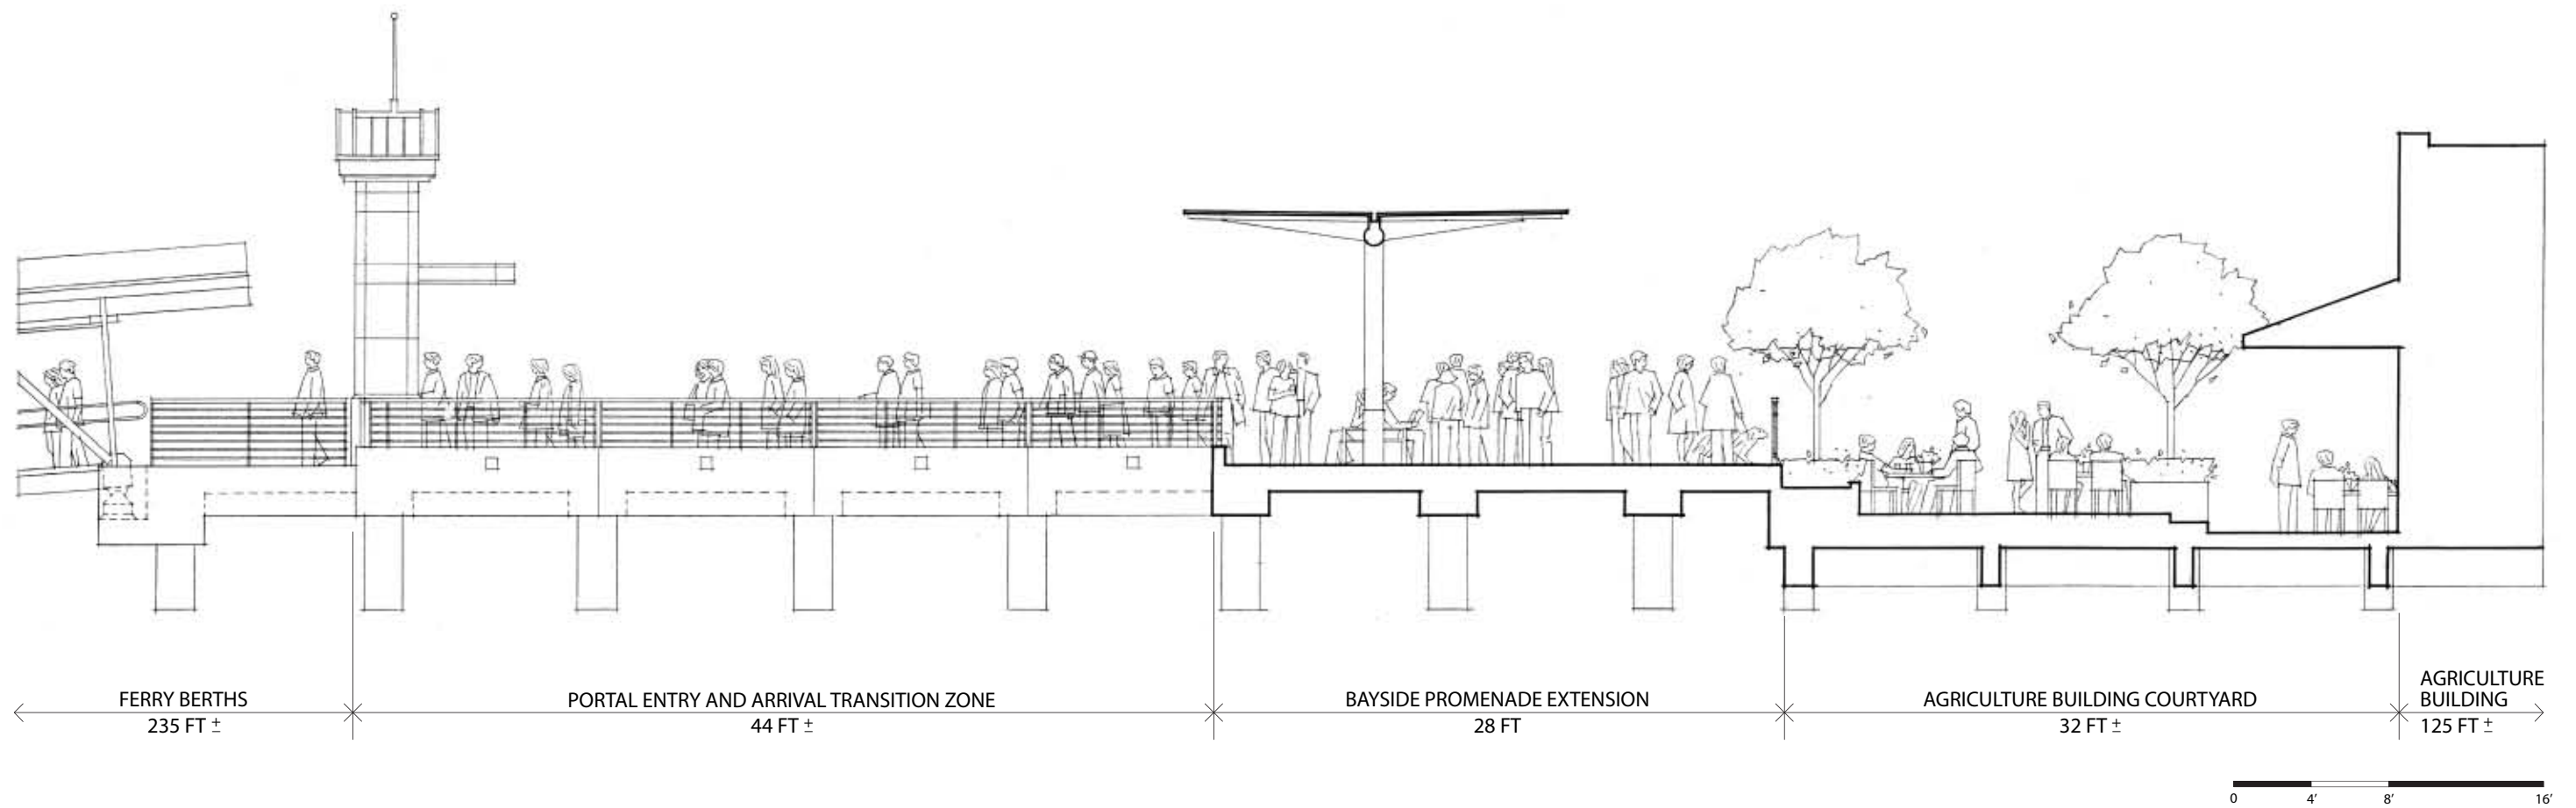 FERRY BERTHS
235 FT ±
PORTAL ENTRY AND ARRIVAL TRANSITION ZONE
44 FT ±
BAYSIDE PROMENADE EXTENSION
28 FT
AGRICULTURE BUILDING COURTYARD
32 FT ±
AGRICULTURE
BUILDING
125 FT ±
0 4' 8' 16'